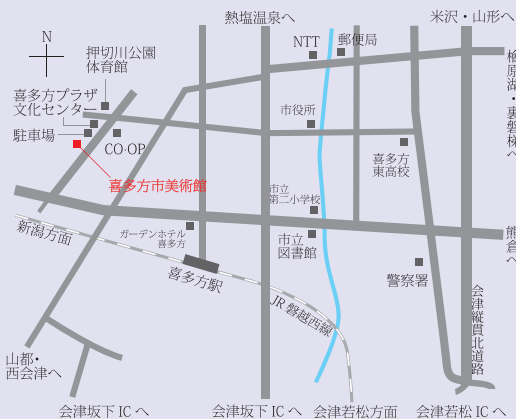 熱塩温泉へ
米沢・山形へ
N
NTT
郵便局
押切川公園
体育館
檜原湖・裏磐梯へ
喜多方プラザ
文化センター
市役所
駐車場
CO·OP
喜多方
東高校
喜多方市美術館
市立
第二小学校
新潟方面
ガーデンホテル
喜多方
市立
図書館
熊倉へ
喜多方駅
警察署
JR 磐越西線
会津縦貫北道路
山都・
西会津へ
会津坂下 IC へ
会津坂下 IC へ
会津若松方面
会津若松 IC へ